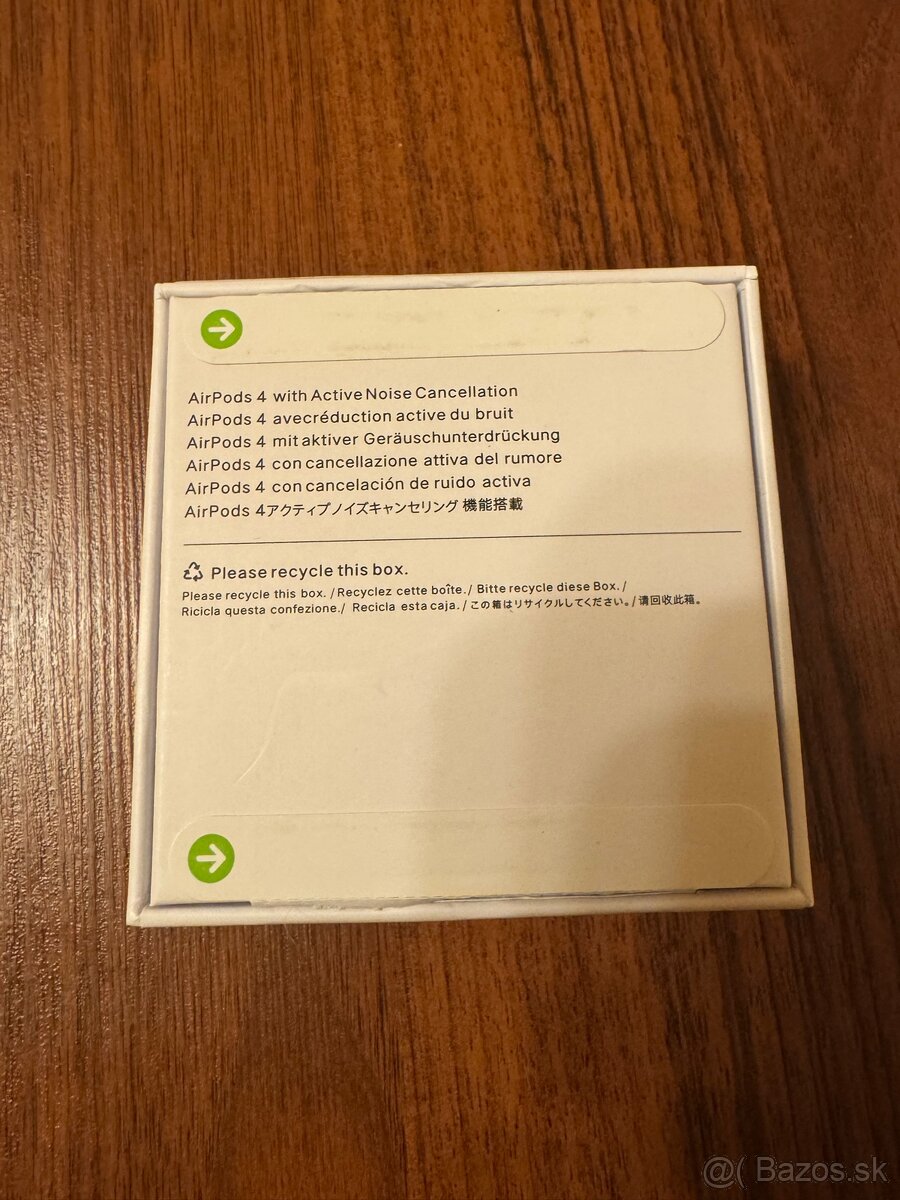 AirPods 4 with Active Noise Cancellation
AirPods 4 avecréduction active du bruit
AirPods 4 mit aktiver Geräuschunterdrückung
AirPods 4 con cancellazione attiva del rumore
AirPods 4 con cancelación de ruido activa
AirPods 4アクティブノイズキャンセリング 機能搭載
Please recycle this box.
Please recycle this box. / Recyclez cette boîte. / Bitte recycle diese Box. /
Ricicla questa confezione. / Recicla esta caja. / この箱はリサイクルしてください。/ 请回收此箱。
@( Bazos.sk